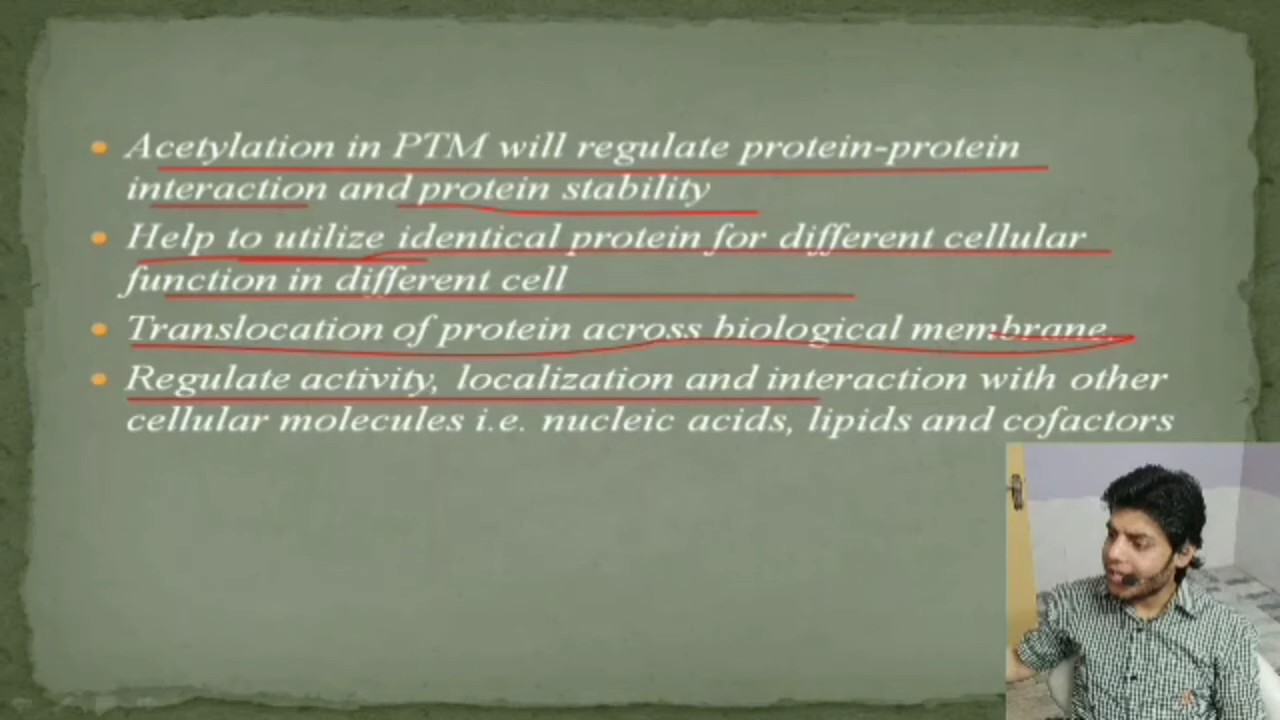 Acetylation in PTM will regulate protein-protein
interaction and protein stability
Help to utilize identical protein for different cellular
function in different cell
Translocation of protein across biological membrane.
Regulate activity, localization and interaction with other
cellular molecules i.e. nucleic acids, lipids and cofactors